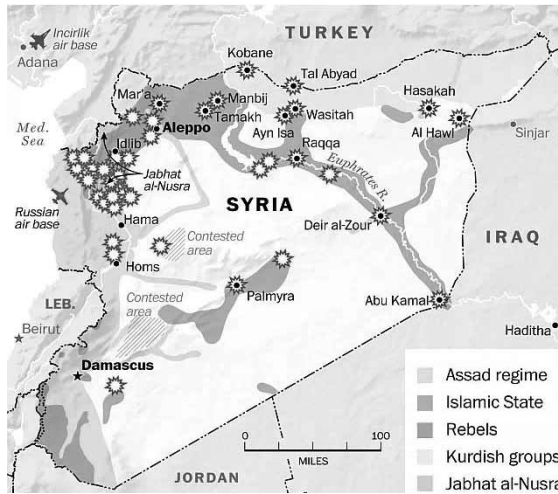 Incirlik
air base
Adana
TURKEY
Kobane
Tal Abyad
Mar'a
Manbij
Tamakh
Wasitah
Hasakah
Aleppo
Ayn Isa
Al Hawl
Sinjar
Med.
Sea
Idlib
Raqqa
Euphrates R.
Jabhat
al-Nusra
SYRIA
Russian
air base
Hama
Deir al-Zour
IRAQ
Contested
area
Homs
LEB.
Contested
area
Palmyra
Abu Kamal
Beirut
Haditha
Damascus
Assad regime
Islamic State
Rebels
Kurdish groups
Jabhat al-Nusra
0
100
MILES
JORDAN